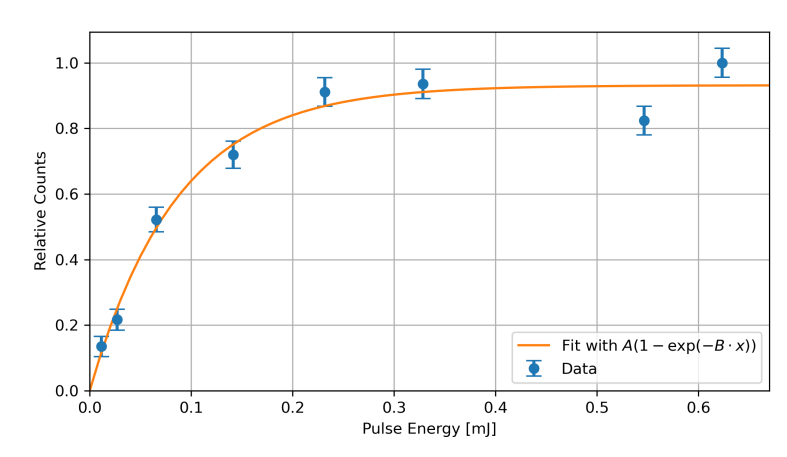 Relative Counts
1.0
0.8
0.6
0.4
0.2
0.0
Fit with A(1 − exp(−B · x))
Data
0.0 0.1 0.2 0.3 0.4 0.5 0.6
Pulse Energy [mJ]